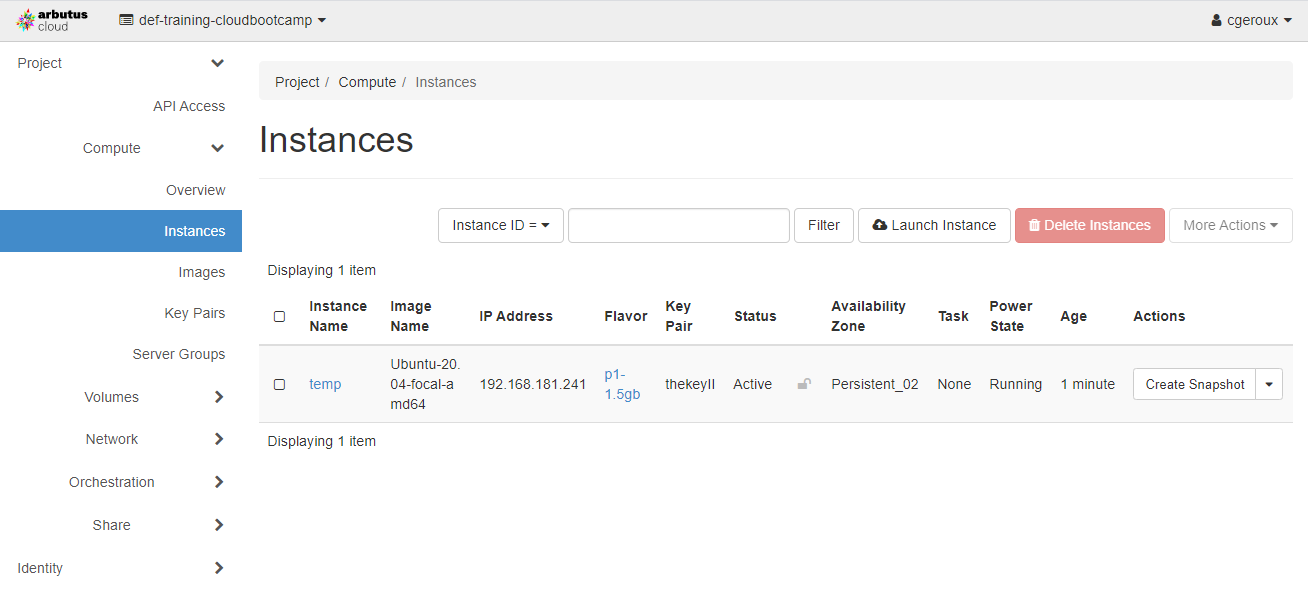 arbutus
cloud
def-training-cloudbootcamp
cgeroux
Project
API Access
Compute
Overview
Instances
Images
Key Pairs
Server Groups
Volumes
Network
Orchestration
Share
Identity
Project / Compute / Instances
Instances
Instance ID =
Filter
Launch Instance
Delete Instances
More Actions
Displaying 1 item
Instance Name
Image Name
IP Address
Flavor
Key Pair
Status
Availability Zone
Task
Power State
Age
Actions
temp
Ubuntu-20.
04-focal-a
md64
192.168.181.241
p1-
1.5gb
thekeyII
Active
Persistent_02
None
Running
1 minute
Create Snapshot
Displaying 1 item